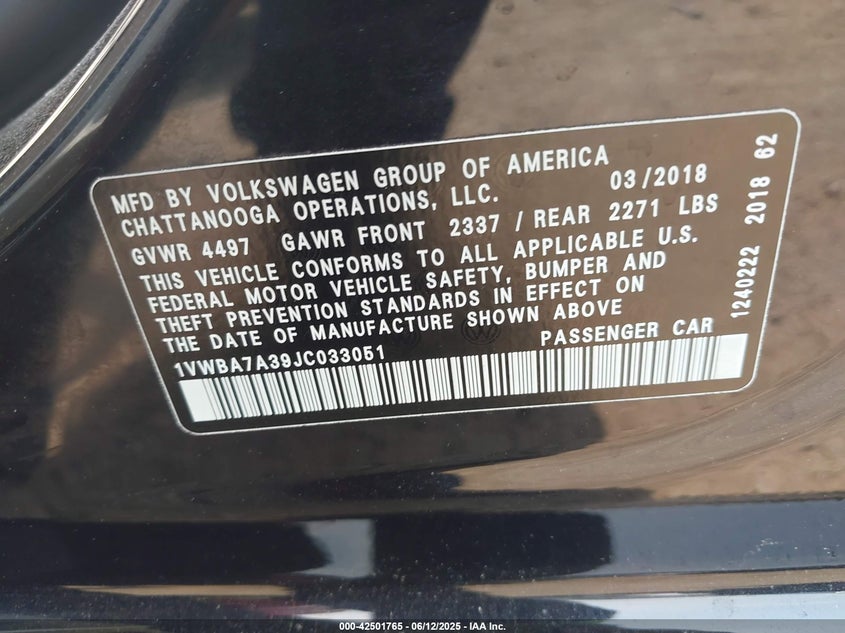 MFD BY VOLKSWAGEN GROUP OF AMERICA
CHATTANOOGA OPERATIONS, LLC. 03/2018
GVWR 4497 GAWR FRONT 2337 / REAR 2271 LBS
THIS VEHICLE CONFORMS TO ALL APPLICABLE U.S.
FEDERAL MOTOR VEHICLE SAFETY, BUMPER AND
THEFT PREVENTION STANDARDS IN EFFECT ON
THE DATE OF MANUFACTURE SHOWN ABOVE
1VWBA7A39JC033051 PASSENGER CAR
1240222 2018 62
000-42501765 - 06/12/2025 - IAA Inc.